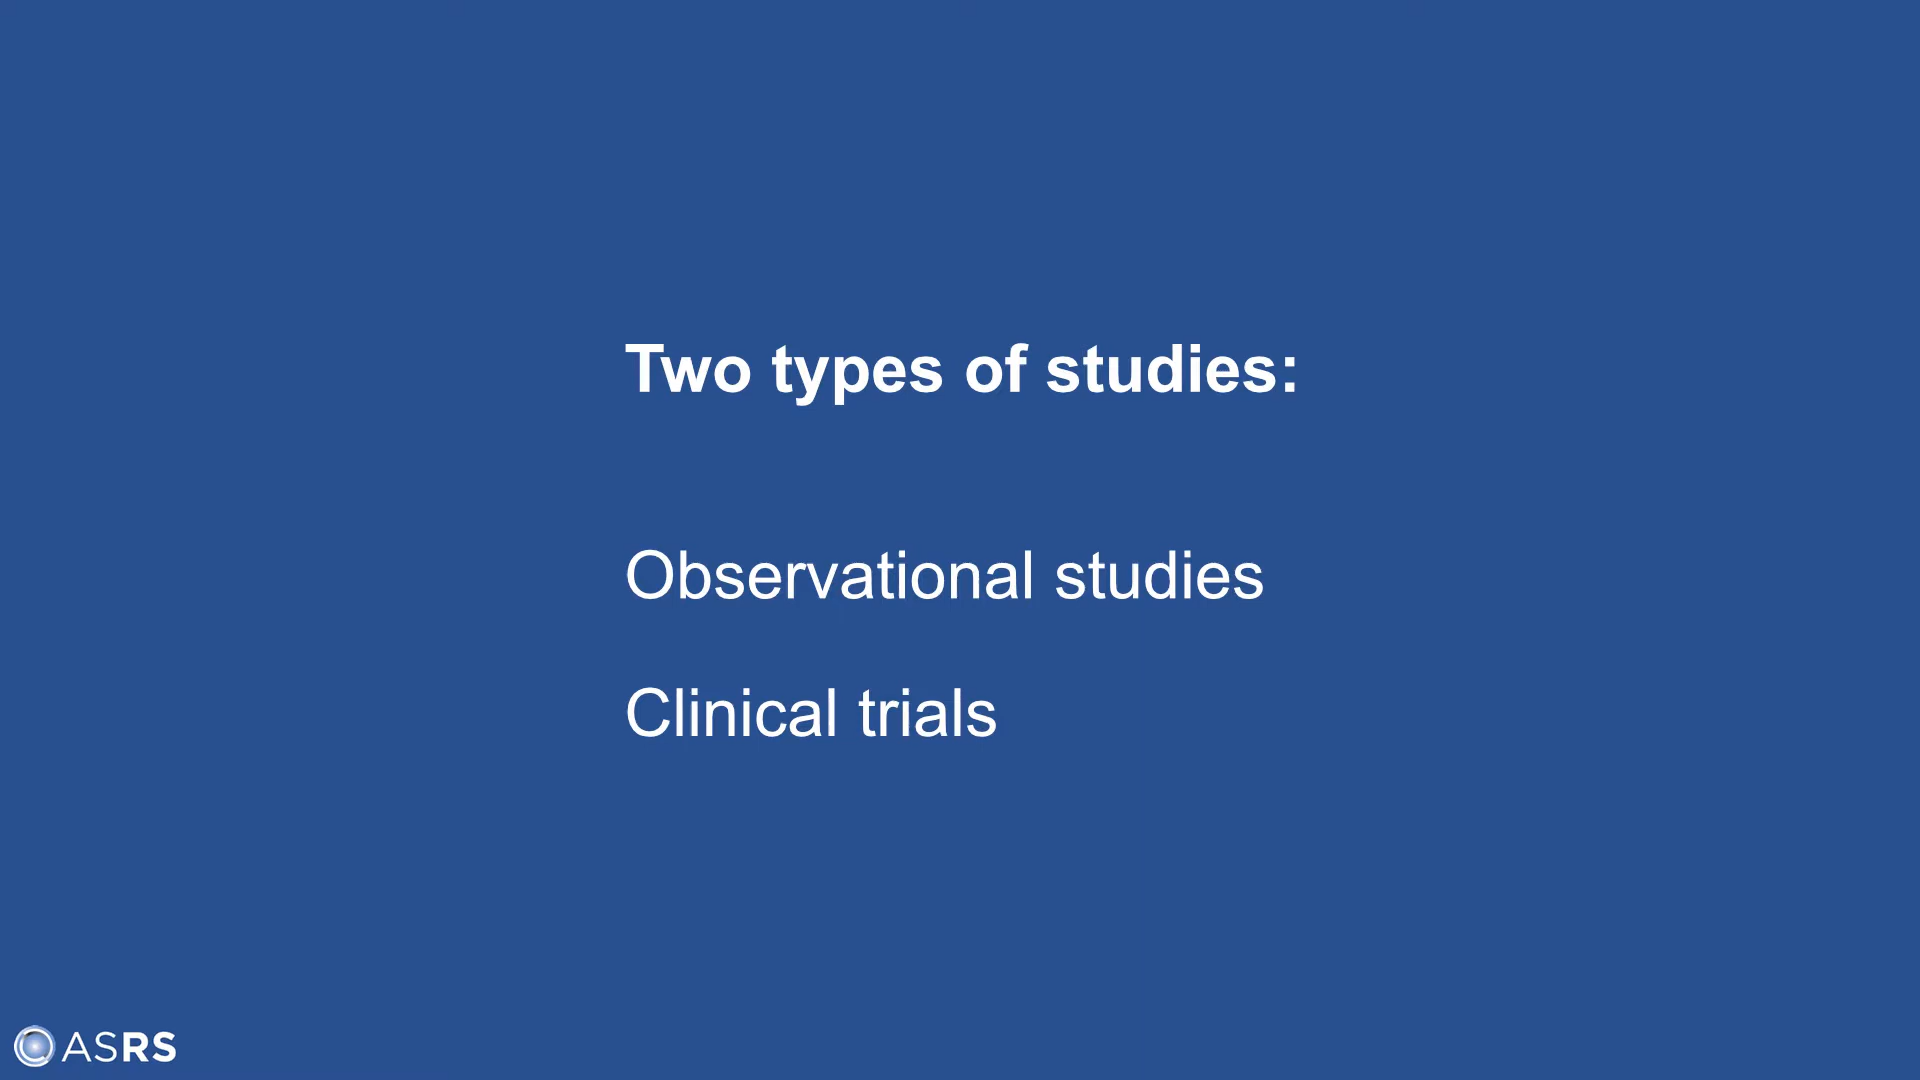 Two types of studies:
Observational studies
Clinical trials
ASRS